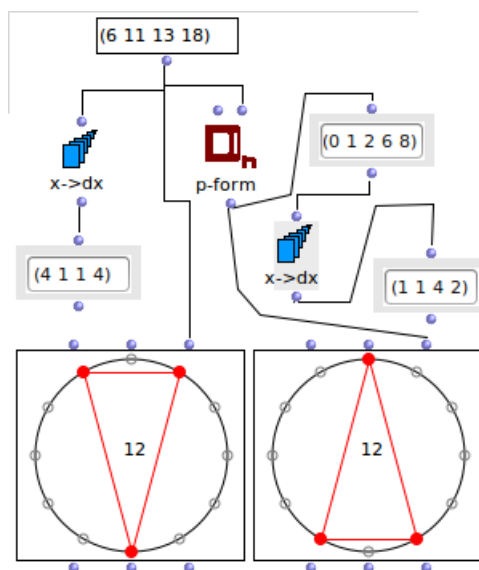 (6 11 13 18)
x->dx
p-form
n
(0 1 2 6 8)
x->dx
(4 1 1 4)
(1 1 4 2)
12
12